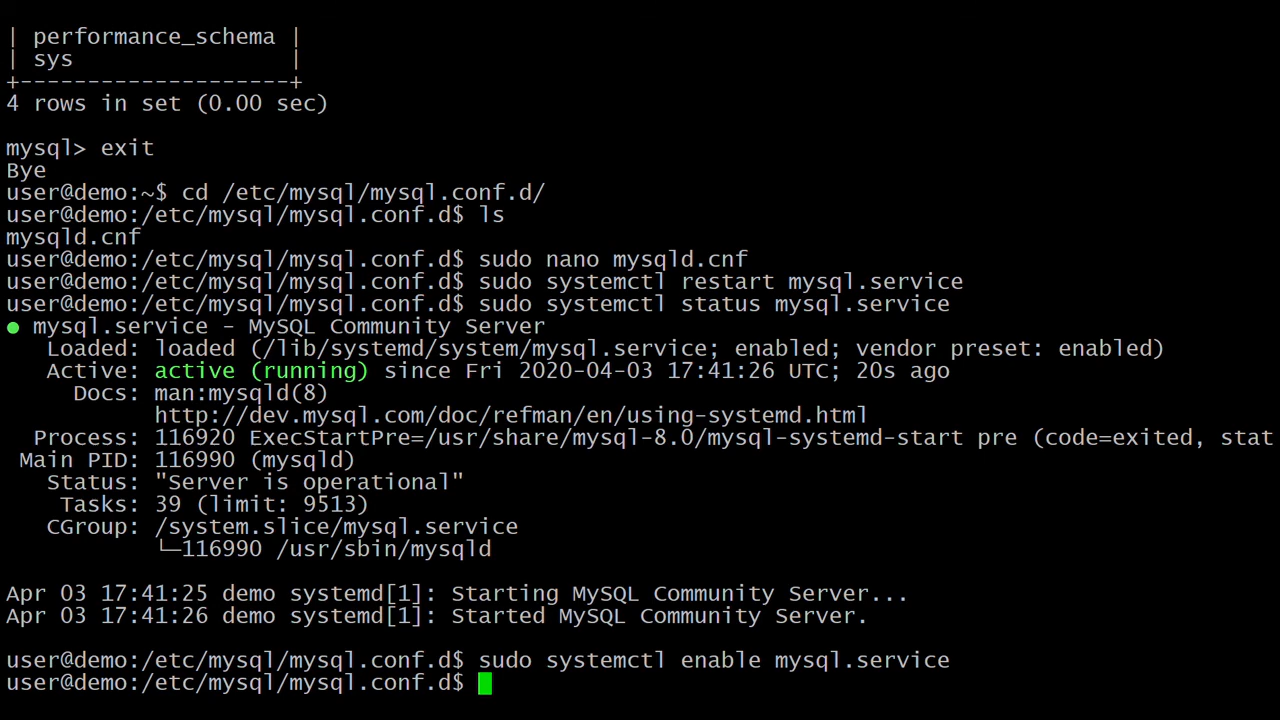 | performance_schema |
| sys                |
+--------------------+
4 rows in set (0.00 sec)

mysql> exit
Bye
user@demo:~$ cd /etc/mysql/mysql.conf.d/
user@demo:/etc/mysql/mysql.conf.d$ ls
mysqld.cnf
user@demo:/etc/mysql/mysql.conf.d$ sudo nano mysqld.cnf
user@demo:/etc/mysql/mysql.conf.d$ sudo systemctl restart mysql.service
user@demo:/etc/mysql/mysql.conf.d$ sudo systemctl status mysql.service
● mysql.service - MySQL Community Server
   Loaded: loaded (/lib/systemd/system/mysql.service; enabled; vendor preset: enabled)
   Active: active (running) since Fri 2020-04-03 17:41:26 UTC; 20s ago
     Docs: man:mysqld(8)
           http://dev.mysql.com/doc/refman/en/using-systemd.html
  Process: 116920 ExecStartPre=/usr/share/mysql-8.0/mysql-systemd-start pre (code=exited, stat
 Main PID: 116990 (mysqld)
   Status: "Server is operational"
    Tasks: 39 (limit: 9513)
   CGroup: /system.slice/mysql.service
           └─116990 /usr/sbin/mysqld

Apr 03 17:41:25 demo systemd[1]: Starting MySQL Community Server...
Apr 03 17:41:26 demo systemd[1]: Started MySQL Community Server.

user@demo:/etc/mysql/mysql.conf.d$ sudo systemctl enable mysql.service
user@demo:/etc/mysql/mysql.conf.d$